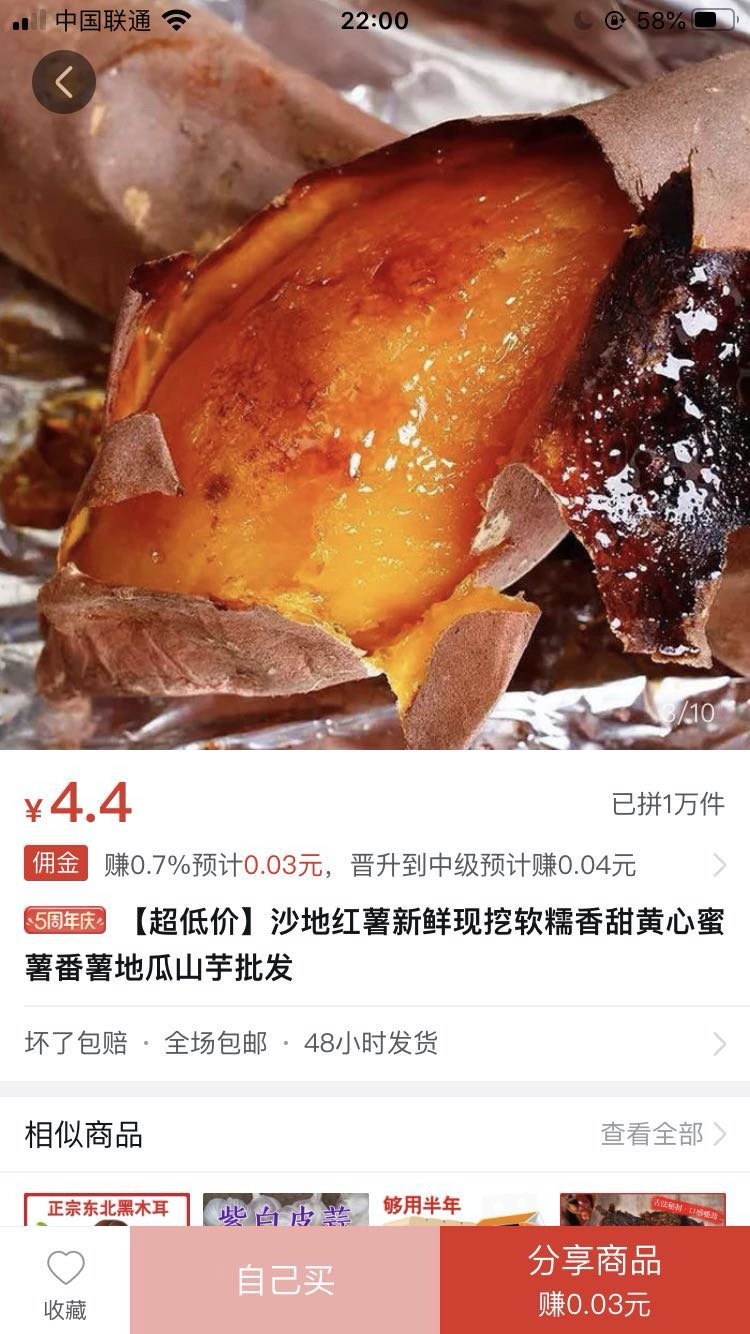 中国联通
22:00
58%
3/10
¥4.4
已拼1万件
佣金 赚0.7%预计0.03元，晋升到中级预计赚0.04元
5周年庆 【超低价】沙地红薯新鲜现挖软糯香甜黄心蜜
薯番薯地瓜山芋批发
坏了包赔 · 全场包邮 · 48小时发货
相似商品
查看全部
正宗东北黑木耳
紫白皮蒜
够用半年
收藏
自己买
分享商品
赚0.03元